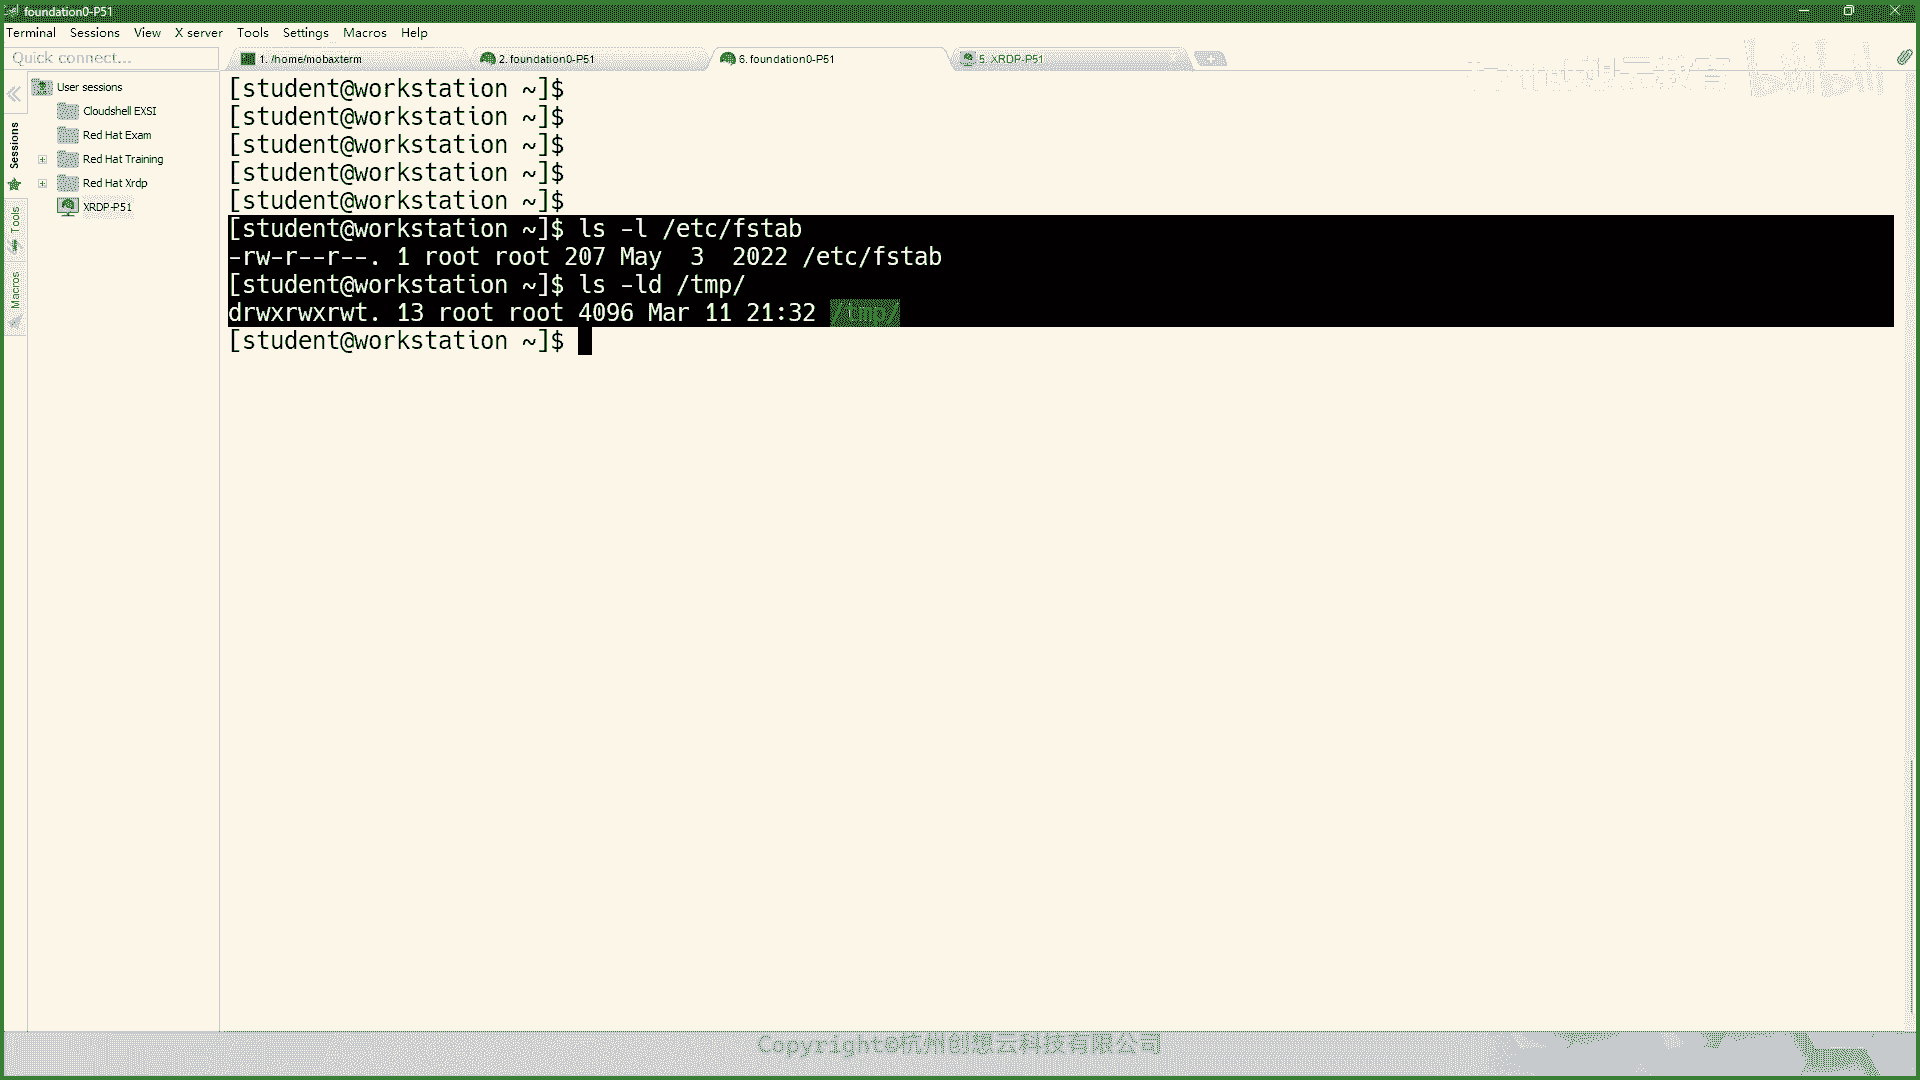 foundation0-P51
Terminal Sessions View X server Tools Settings Macros Help
Quick connect...
1. /home/mobaxterm
2. foundation0-P51
6. foundation0-P51
5. XRDP-P51
User sessions
Cloudshell EXSI
Red Hat Exam
Red Hat Training
Red Hat Xrdp
XRDP-P51
Sessions
Tools
Macros
[student@workstation ~]$
[student@workstation ~]$
[student@workstation ~]$
[student@workstation ~]$
[student@workstation ~]$
[student@workstation ~]$ ls -l /etc/fstab
-rw-r--r--. 1 root root 207 May  3  2022 /etc/fstab
[student@workstation ~]$ ls -ld /tmp/
drwxrwxrwt. 13 root root 4096 Mar 11 21:32 /tmp/
[student@workstation ~]$
Copyright©杭州创想云科技有限公司